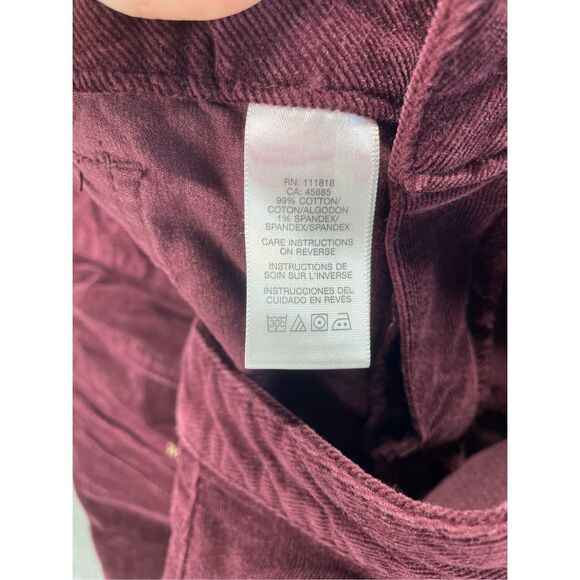 RN: 111818
CA: 45885
99% COTTON/
COTON/ALGODON
1% SPANDEX/
SPANDEX/SPANDEX
CARE INSTRUCTIONS
ON REVERSE
INSTRUCTIONS DE
SOIN SUR L'INVERSE
INSTRUCCIONES DEL
CUIDADO EN REVÉS
30C